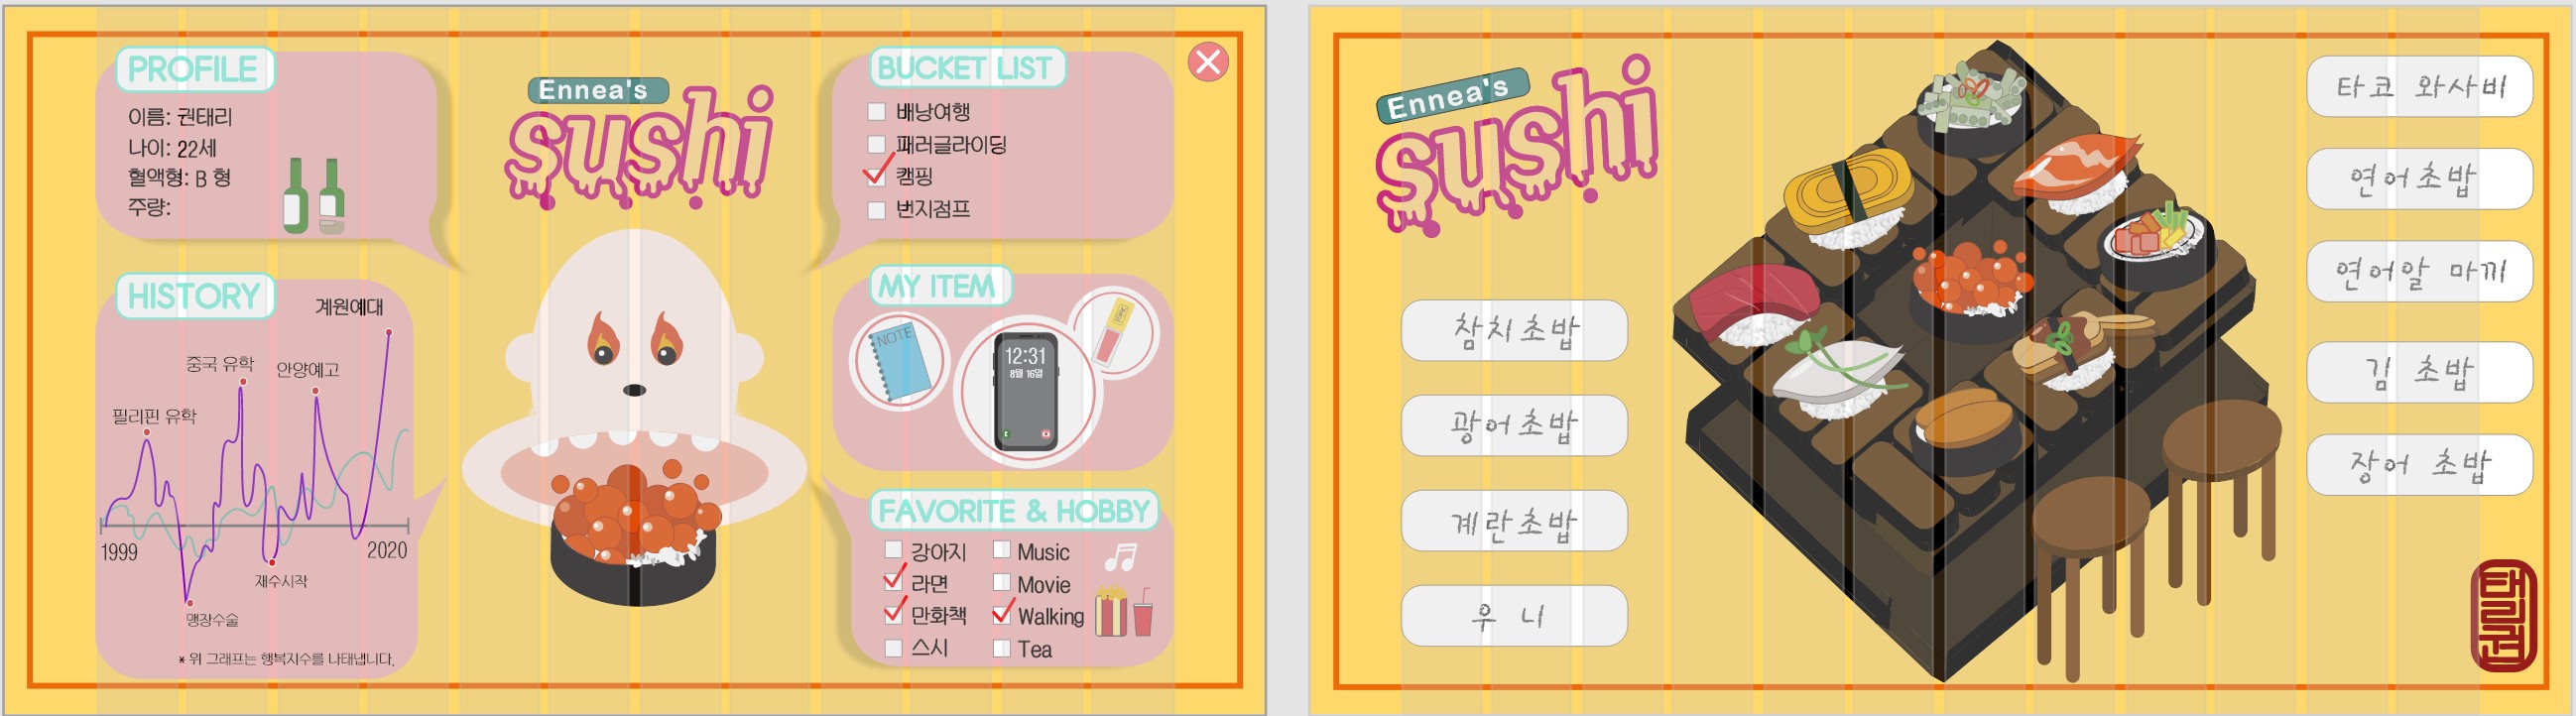 PROFILE
이름: 권태리
나이: 22세
혈액형: B 형
주량:
HISTORY
계원예대
중국 유학
안양예고
필리핀 유학
1999
2020
재수시작
맹장수술
* 위 그래프는 행복지수를 나태냅니다.
Ennea's
sushi
BUCKET LIST
배낭여행
패러글라이딩
캠핑
번지점프
MY ITEM
NOTE
12:31
8월 16일
FAVORITE & HOBBY
강아지
Music
라면
Movie
만화책
Walking
스시
Tea
Ennea's
sushi
참치초밥
광어초밥
계란초밥
우 니
타코 와사비
연어초밥
연어알 마끼
김 초밥
장어 초밥
태리권